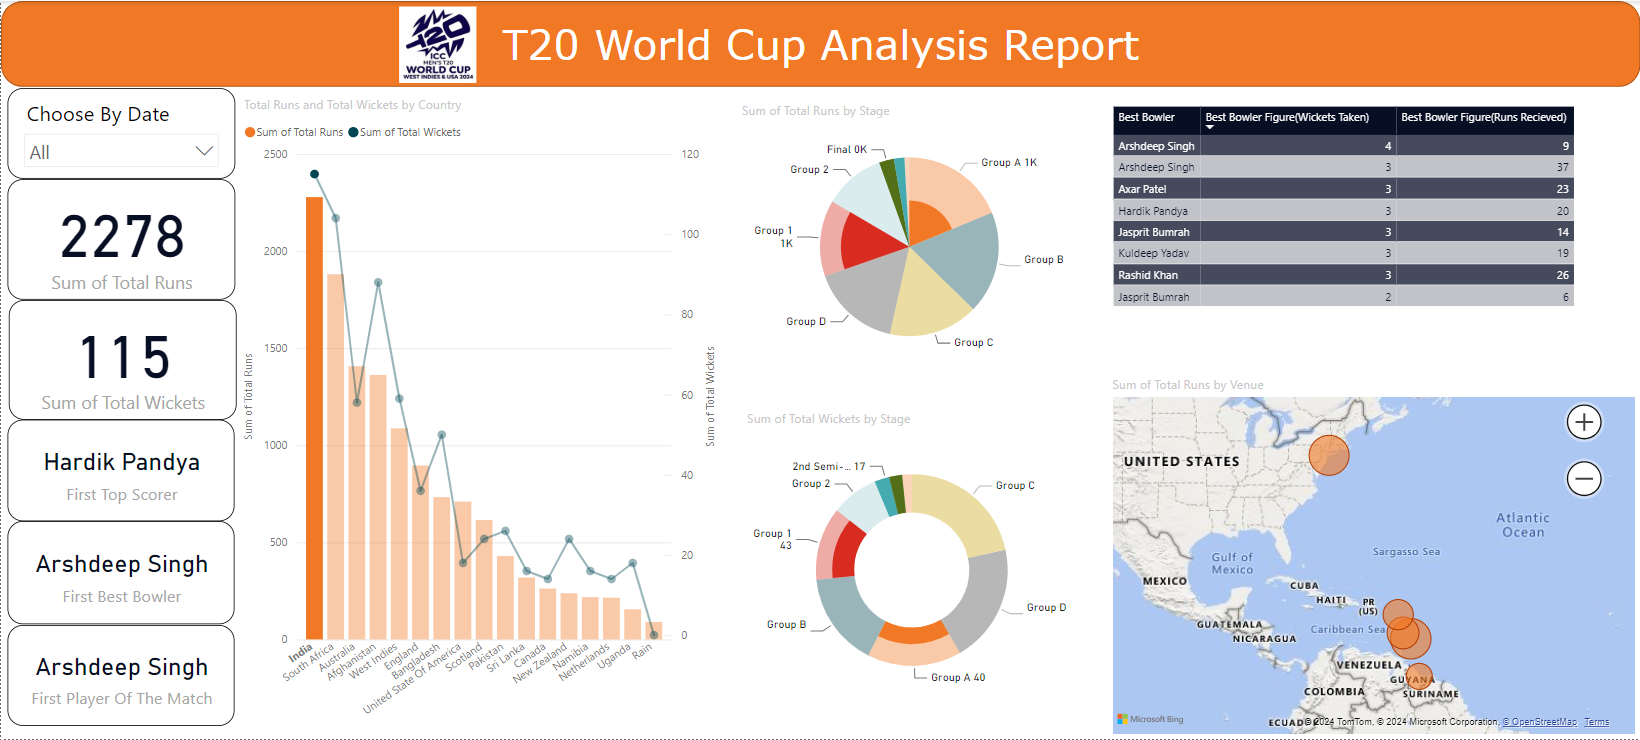 T20 World Cup Analysis Report
ICC
MEN'S T20
WORLD CUP
WEST INDIES & USA 2024
Choose By Date
All
2278
Sum of Total Runs
115
Sum of Total Wickets
Hardik Pandya
First Top Scorer
Arshdeep Singh
First Best Bowler
Arshdeep Singh
First Player Of The Match
Total Runs and Total Wickets by Country
Sum of Total Runs Sum of Total Wickets
2500
2000
1500
1000
500
0
120
100
80
60
40
20
0
Sum of Total Runs
Sum of Total Wickets
India
South Africa
Australia
Afghanistan
West Indies
England
Bangladesh
United State Of America
Scotland
Pakistan
Sri Lanka
Canada
New Zealand
Namibia
Netherlands
Uganda
Rain
Sum of Total Runs by Stage
Final 0K
Group 2
Group 1
1K
Group D
Group A 1K
Group B
Group C
Sum of Total Wickets by Stage
2nd Semi-... 17
Group 2
Group 1
43
Group B
Group C
Group D
Group A 40
Best Bowler Best Bowler Figure(Wickets Taken) Best Bowler Figure(Runs Recieved)
Arshdeep Singh 4 9
Arshdeep Singh 3 37
Axar Patel 3 23
Hardik Pandya 3 20
Jasprit Bumrah 3 14
Kuldeep Yadav 3 19
Rashid Khan 3 26
Jasprit Bumrah 2 6
Sum of Total Runs by Venue
UNITED STATES
Atlantic
Ocean
Sargasso Sea
Gulf of
Mexico
MEXICO
CUBA
HAITI
PR
(US)
GUATEMALA
NICARAGUA
Caribbean Sea
VENEZUELA
GUYANA
SURINAME
COLOMBIA
ECUAD
Microsoft Bing
© 2024 TomTom, © 2024 Microsoft Corporation, © OpenStreetMap Terms